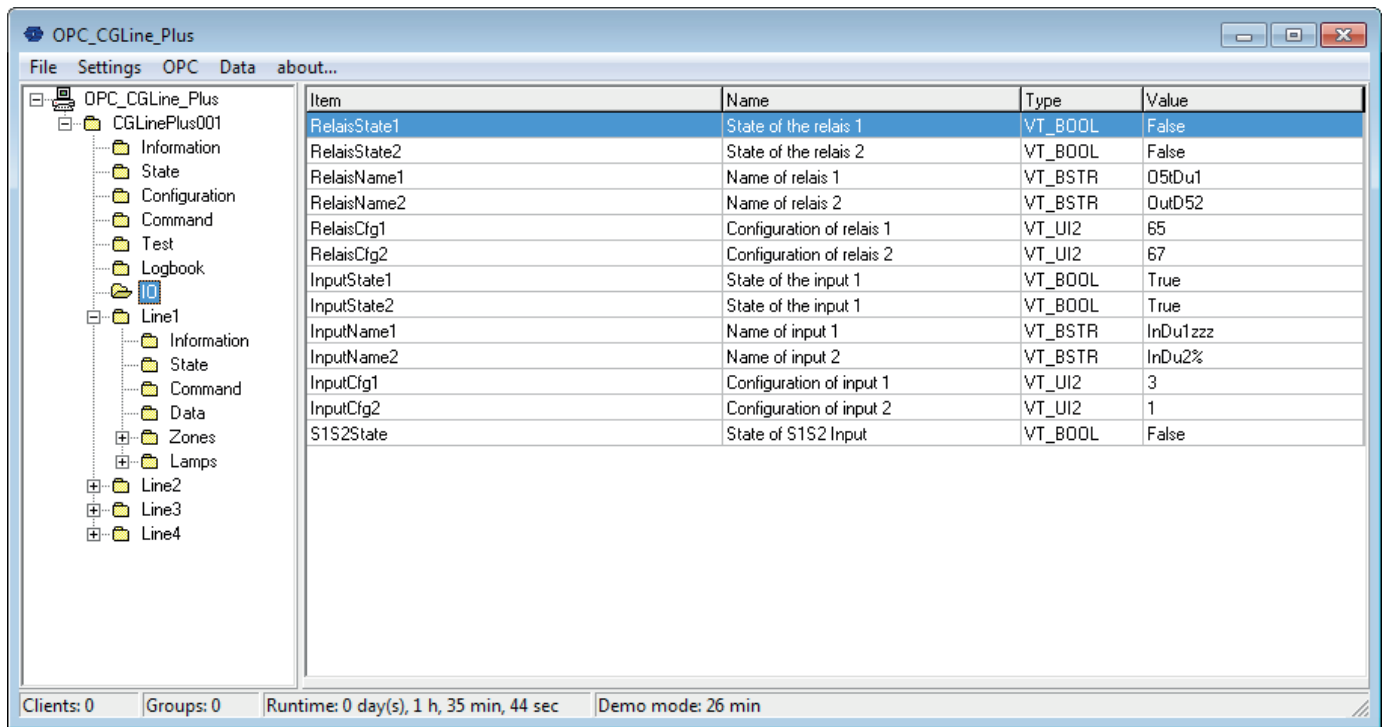 OPC_CGLine_Plus
File Settings OPC Data about...
OPC_CGLine_Plus
CGLinePlus001
Information
State
Configuration
Command
Test
Logbook
IO
Line1
Information
State
Command
Data
Zones
Lamps
Line2
Line3
Line4
Item Name Type Value
RelaisState1 State of the relais 1 VT_BOOL False
RelaisState2 State of the relais 2 VT_BOOL False
RelaisName1 Name of relais 1 VT_BSTR O5tDu1
RelaisName2 Name of relais 2 VT_BSTR OutD52
RelaisCfg1 Configuration of relais 1 VT_UI2 65
RelaisCfg2 Configuration of relais 2 VT_UI2 67
InputState1 State of the input 1 VT_BOOL True
InputState2 State of the input 1 VT_BOOL True
InputName1 Name of input 1 VT_BSTR InDu1zzz
InputName2 Name of input 2 VT_BSTR InDu2%
InputCfg1 Configuration of input 1 VT_UI2 3
InputCfg2 Configuration of input 2 VT_UI2 1
S1S2State State of S1S2 Input VT_BOOL False
Clients: 0 Groups: 0 Runtime: 0 day(s), 1 h, 35 min, 44 sec Demo mode: 26 min